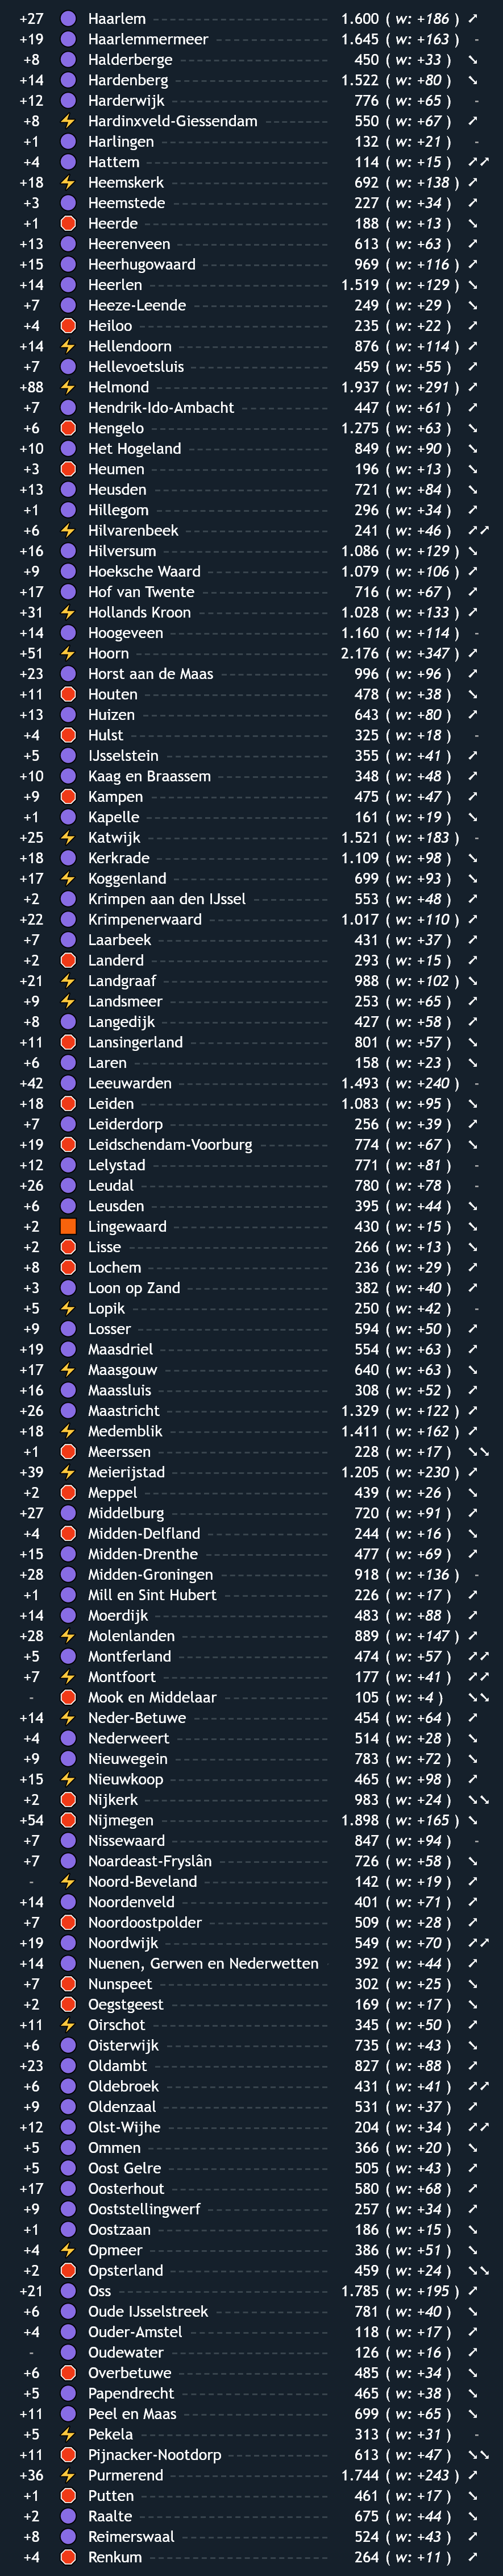 +27 Haarlem 1.600 ( w: +186 )
+19 Haarlemmermeer 1.645 ( w: +163 ) -
+8 Halderberge 450 ( w: +33 )
+14 Hardenberg 1.522 ( w: +80 )
+12 Harderwijk 776 ( w: +65 ) -
+8 Hardinxveld-Giessendam 550 ( w: +67 )
+1 Harlingen 132 ( w: +21 ) -
+4 Hattem 114 ( w: +15 )
+18 Heemskerk 692 ( w: +138 )
+3 Heemstede 227 ( w: +34 )
+1 Heerde 188 ( w: +13 )
+13 Heerenveen 613 ( w: +63 )
+15 Heerhugowaard 969 ( w: +116 )
+14 Heerlen 1.519 ( w: +129 )
+7 Heeze-Leende 249 ( w: +29 )
+4 Heiloo 235 ( w: +22 )
+14 Hellendoorn 876 ( w: +114 )
+7 Hellevoetsluis 459 ( w: +55 )
+88 Helmond 1.937 ( w: +291 )
+7 Hendrik-Ido-Ambacht 447 ( w: +61 )
+6 Hengelo 1.275 ( w: +63 )
+10 Het Hogeland 849 ( w: +90 )
+3 Heumen 196 ( w: +13 )
+13 Heusden 721 ( w: +84 )
+1 Hillegom 296 ( w: +34 )
+6 Hilvarenbeek 241 ( w: +46 )
+16 Hilversum 1.086 ( w: +129 )
+9 Hoeksche Waard 1.079 ( w: +106 )
+17 Hof van Twente 716 ( w: +67 )
+31 Hollands Kroon 1.028 ( w: +133 )
+14 Hoogeveen 1.160 ( w: +114 ) -
+51 Hoorn 2.176 ( w: +347 )
+23 Horst aan de Maas 996 ( w: +96 )
+11 Houten 478 ( w: +38 )
+13 Huizen 643 ( w: +80 )
+4 Hulst 325 ( w: +18 ) -
+5 IJsselstein 355 ( w: +41 )
+10 Kaag en Braassem 348 ( w: +48 )
+9 Kampen 475 ( w: +47 )
+1 Kapelle 161 ( w: +19 )
+25 Katwijk 1.521 ( w: +183 ) -
+18 Kerkrade 1.109 ( w: +98 )
+17 Koggenland 699 ( w: +93 )
+2 Krimpen aan den IJssel 553 ( w: +48 )
+22 Krimpenerwaard 1.017 ( w: +110 )
+7 Laarbeek 431 ( w: +37 )
+2 Landerd 293 ( w: +15 )
+21 Landgraaf 988 ( w: +102 )
+9 Landsmeer 253 ( w: +65 )
+8 Langedijk 427 ( w: +58 )
+11 Lansingerland 801 ( w: +57 )
+6 Laren 158 ( w: +23 )
+42 Leeuwarden 1.493 ( w: +240 ) -
+18 Leiden 1.083 ( w: +95 )
+7 Leiderdorp 256 ( w: +39 )
+19 Leidschendam-Voorburg 774 ( w: +67 )
+12 Lelystad 771 ( w: +81 ) -
+26 Leudal 780 ( w: +78 ) -
+6 Leusden 395 ( w: +44 )
+2 Lingewaard 430 ( w: +15 )
+2 Lisse 266 ( w: +13 )
+8 Lochem 236 ( w: +29 )
+3 Loon op Zand 382 ( w: +40 )
+5 Lopik 250 ( w: +42 ) -
+9 Losser 594 ( w: +50 )
+19 Maasdriel 554 ( w: +63 )
+17 Maasgouw 640 ( w: +63 )
+16 Maassluis 308 ( w: +52 )
+26 Maastricht 1.329 ( w: +122 )
+18 Medemblik 1.411 ( w: +162 )
+1 Meerssen 228 ( w: +17 )
+39 Meierijstad 1.205 ( w: +230 )
+2 Meppel 439 ( w: +26 )
+27 Middelburg 720 ( w: +91 )
+4 Midden-Delfland 244 ( w: +16 )
+15 Midden-Drenthe 477 ( w: +69 )
+28 Midden-Groningen 918 ( w: +136 ) -
+1 Mill en Sint Hubert 226 ( w: +17 )
+14 Moerdijk 483 ( w: +88 )
+28 Molenlanden 889 ( w: +147 )
+5 Montferland 474 ( w: +57 )
+7 Montfoort 177 ( w: +41 )
- Mook en Middelaar 105 ( w: +4 )
+14 Neder-Betuwe 454 ( w: +64 )
+4 Nederweert 514 ( w: +28 )
+9 Nieuwegein 783 ( w: +72 )
+15 Nieuwkoop 465 ( w: +98 )
+2 Nijkerk 983 ( w: +24 )
+54 Nijmegen 1.898 ( w: +165 )
+7 Nissewaard 847 ( w: +94 ) -
+7 Noardeast-Fryslân 726 ( w: +58 )
- Noord-Beveland 142 ( w: +19 )
+14 Noordenveld 401 ( w: +71 )
+7 Noordoostpolder 509 ( w: +28 )
+19 Noordwijk 549 ( w: +70 )
+14 Nuenen, Gerwen en Nederwetten 392 ( w: +44 )
+7 Nunspeet 302 ( w: +25 )
+2 Oegstgeest 169 ( w: +17 )
+11 Oirschot 345 ( w: +50 )
+6 Oisterwijk 735 ( w: +43 )
+23 Oldambt 827 ( w: +88 )
+6 Oldebroek 431 ( w: +41 )
+9 Oldenzaal 531 ( w: +37 )
+12 Olst-Wijhe 204 ( w: +34 )
+5 Ommen 366 ( w: +20 )
+5 Oost Gelre 505 ( w: +43 )
+17 Oosterhout 580 ( w: +68 )
+9 Ooststellingwerf 257 ( w: +34 )
+1 Oostzaan 186 ( w: +15 )
+4 Opmeer 386 ( w: +51 )
+2 Opsterland 459 ( w: +24 )
+21 Oss 1.785 ( w: +195 )
+6 Oude IJsselstreek 781 ( w: +40 )
+4 Ouder-Amstel 118 ( w: +17 )
- Oudewater 126 ( w: +16 )
+6 Overbetuwe 485 ( w: +34 )
+5 Papendrecht 465 ( w: +38 )
+11 Peel en Maas 699 ( w: +65 )
+5 Pekela 313 ( w: +31 ) -
+11 Pijnacker-Nootdorp 613 ( w: +47 )
+36 Purmerend 1.744 ( w: +243 )
+1 Putten 461 ( w: +17 )
+2 Raalte 675 ( w: +44 )
+8 Reimerswaal 524 ( w: +43 )
+4 Renkum 264 ( w: +11 )